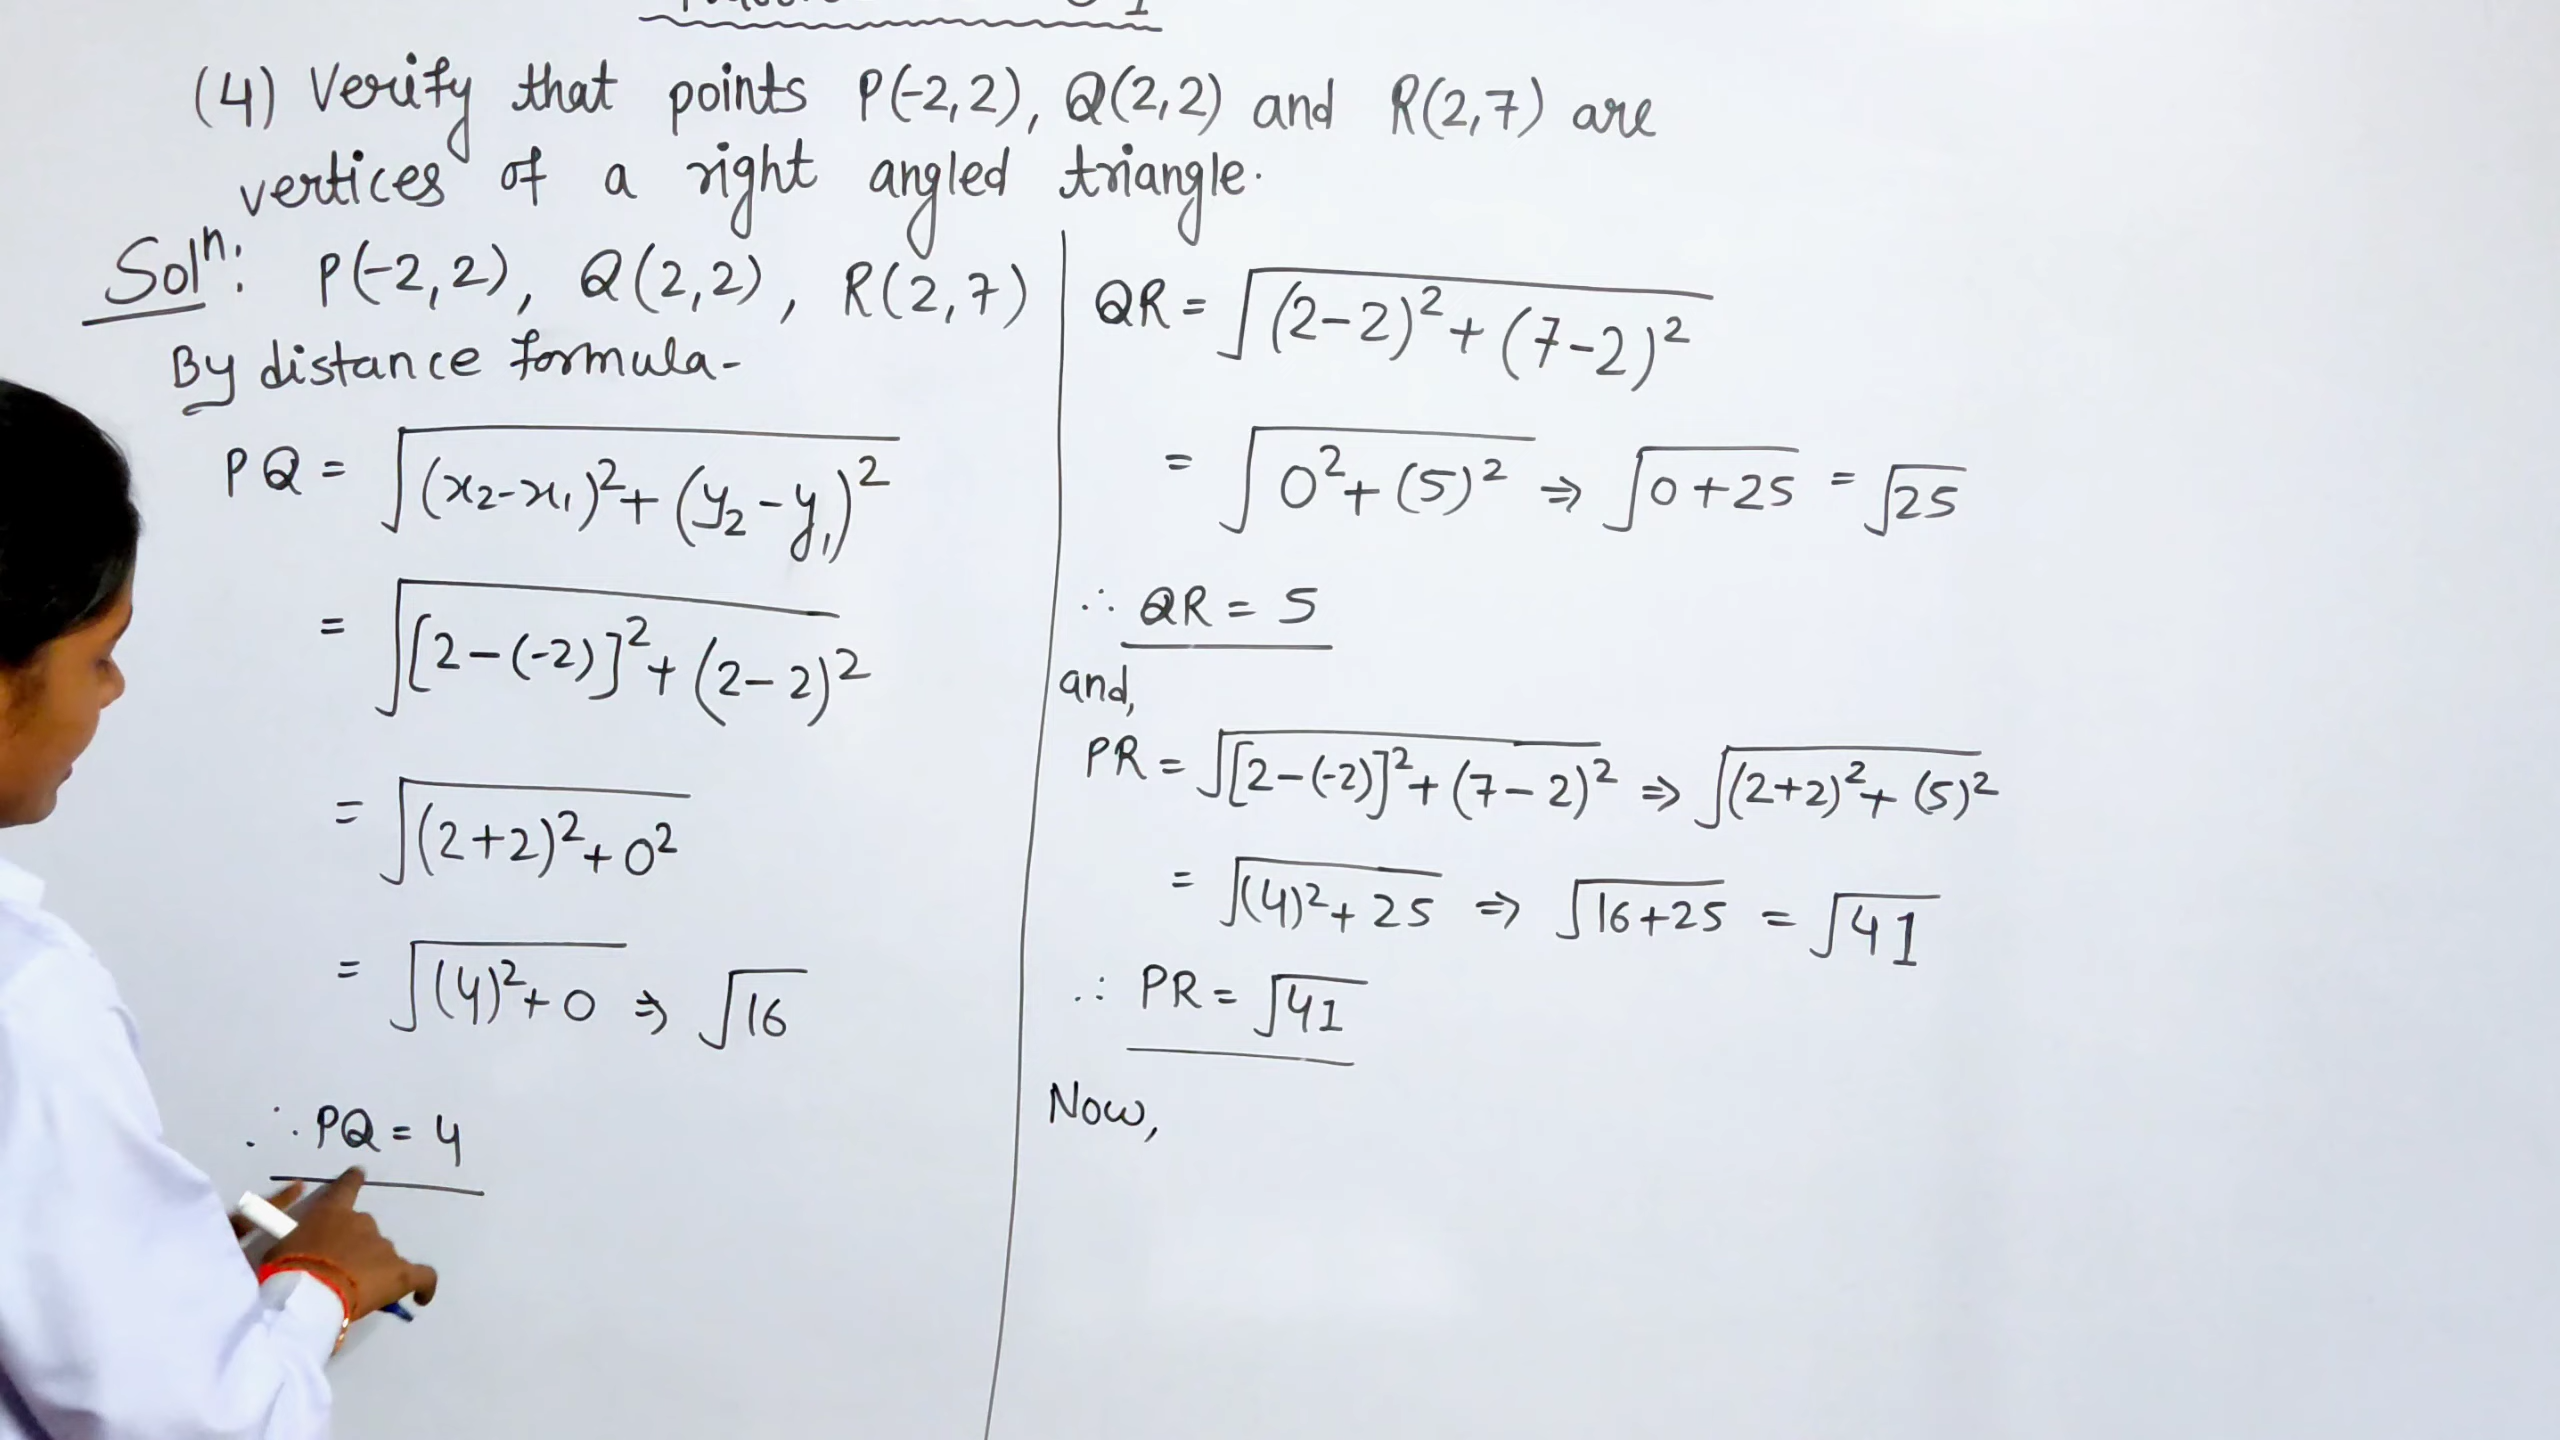 (4) Verify that points P(-2,2), Q(2,2) and R(2,7) are
vertices of a right angled triangle.
Solⁿ: P(-2,2), Q(2,2), R(2,7)
By distance formula-
PQ = √(x₂-x₁)²+(y₂-y₁)²
= √[2-(-2)]²+(2-2)²
= √(2+2)²+0²
= √(4)²+0 ⇒ √16
∴ PQ = 4
QR = √(2-2)²+(7-2)²
= √0²+(5)² ⇒ √0+25 = √25
∴ QR = 5
and,
PR = √[2-(-2)]²+(7-2)² ⇒ √(2+2)²+(5)²
= √(4)²+25 ⇒ √16+25 = √41
∴ PR = √41
Now,